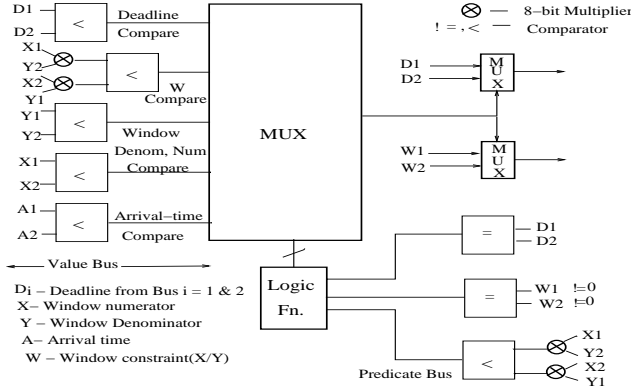 D1
D2
<
Deadline
Compare
X1
Y2
X2
Y1
<
W
Compare
Y1
Y2
<
Window
Denom, Num
Compare
X1
X2
<
A1
A2
<
Arrival-time
Compare
Value Bus
Di - Deadline from Bus i = 1 & 2
X- Window numerator
Y - Window Denominator
A- Arrival time
W - Window constraint(X/Y)
MUX
Logic
Fn.
8-bit Multiplier
! =, < — Comparator
D1
D2
MUX
W1
W2
MUX
=
D1
D2
=
W1 !=0
W2 !=0
<
X1
Y2
X2
Y1
Predicate Bus